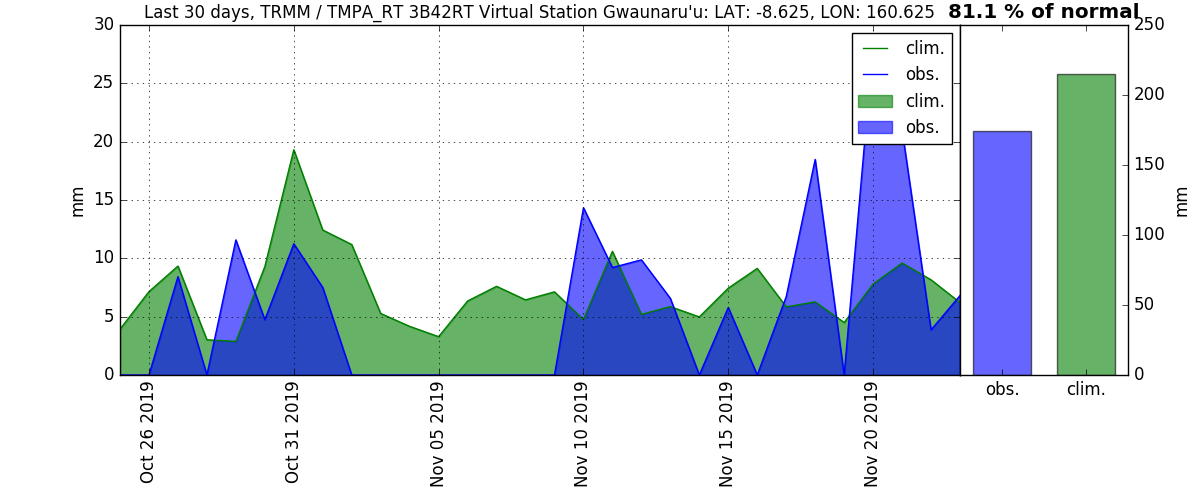 Last 30 days, TRMM / TMPA_RT 3B42RT Virtual Station Gwaunaru'u: LAT: -8.625, LON: 160.625
81.1 % of normal
30
25
20
15
10
5
0
mm
clim.
obs.
clim.
obs.
Oct 26 2019
Oct 31 2019
Nov 05 2019
Nov 10 2019
Nov 15 2019
Nov 20 2019
250
200
150
100
50
0
mm
obs.
clim.